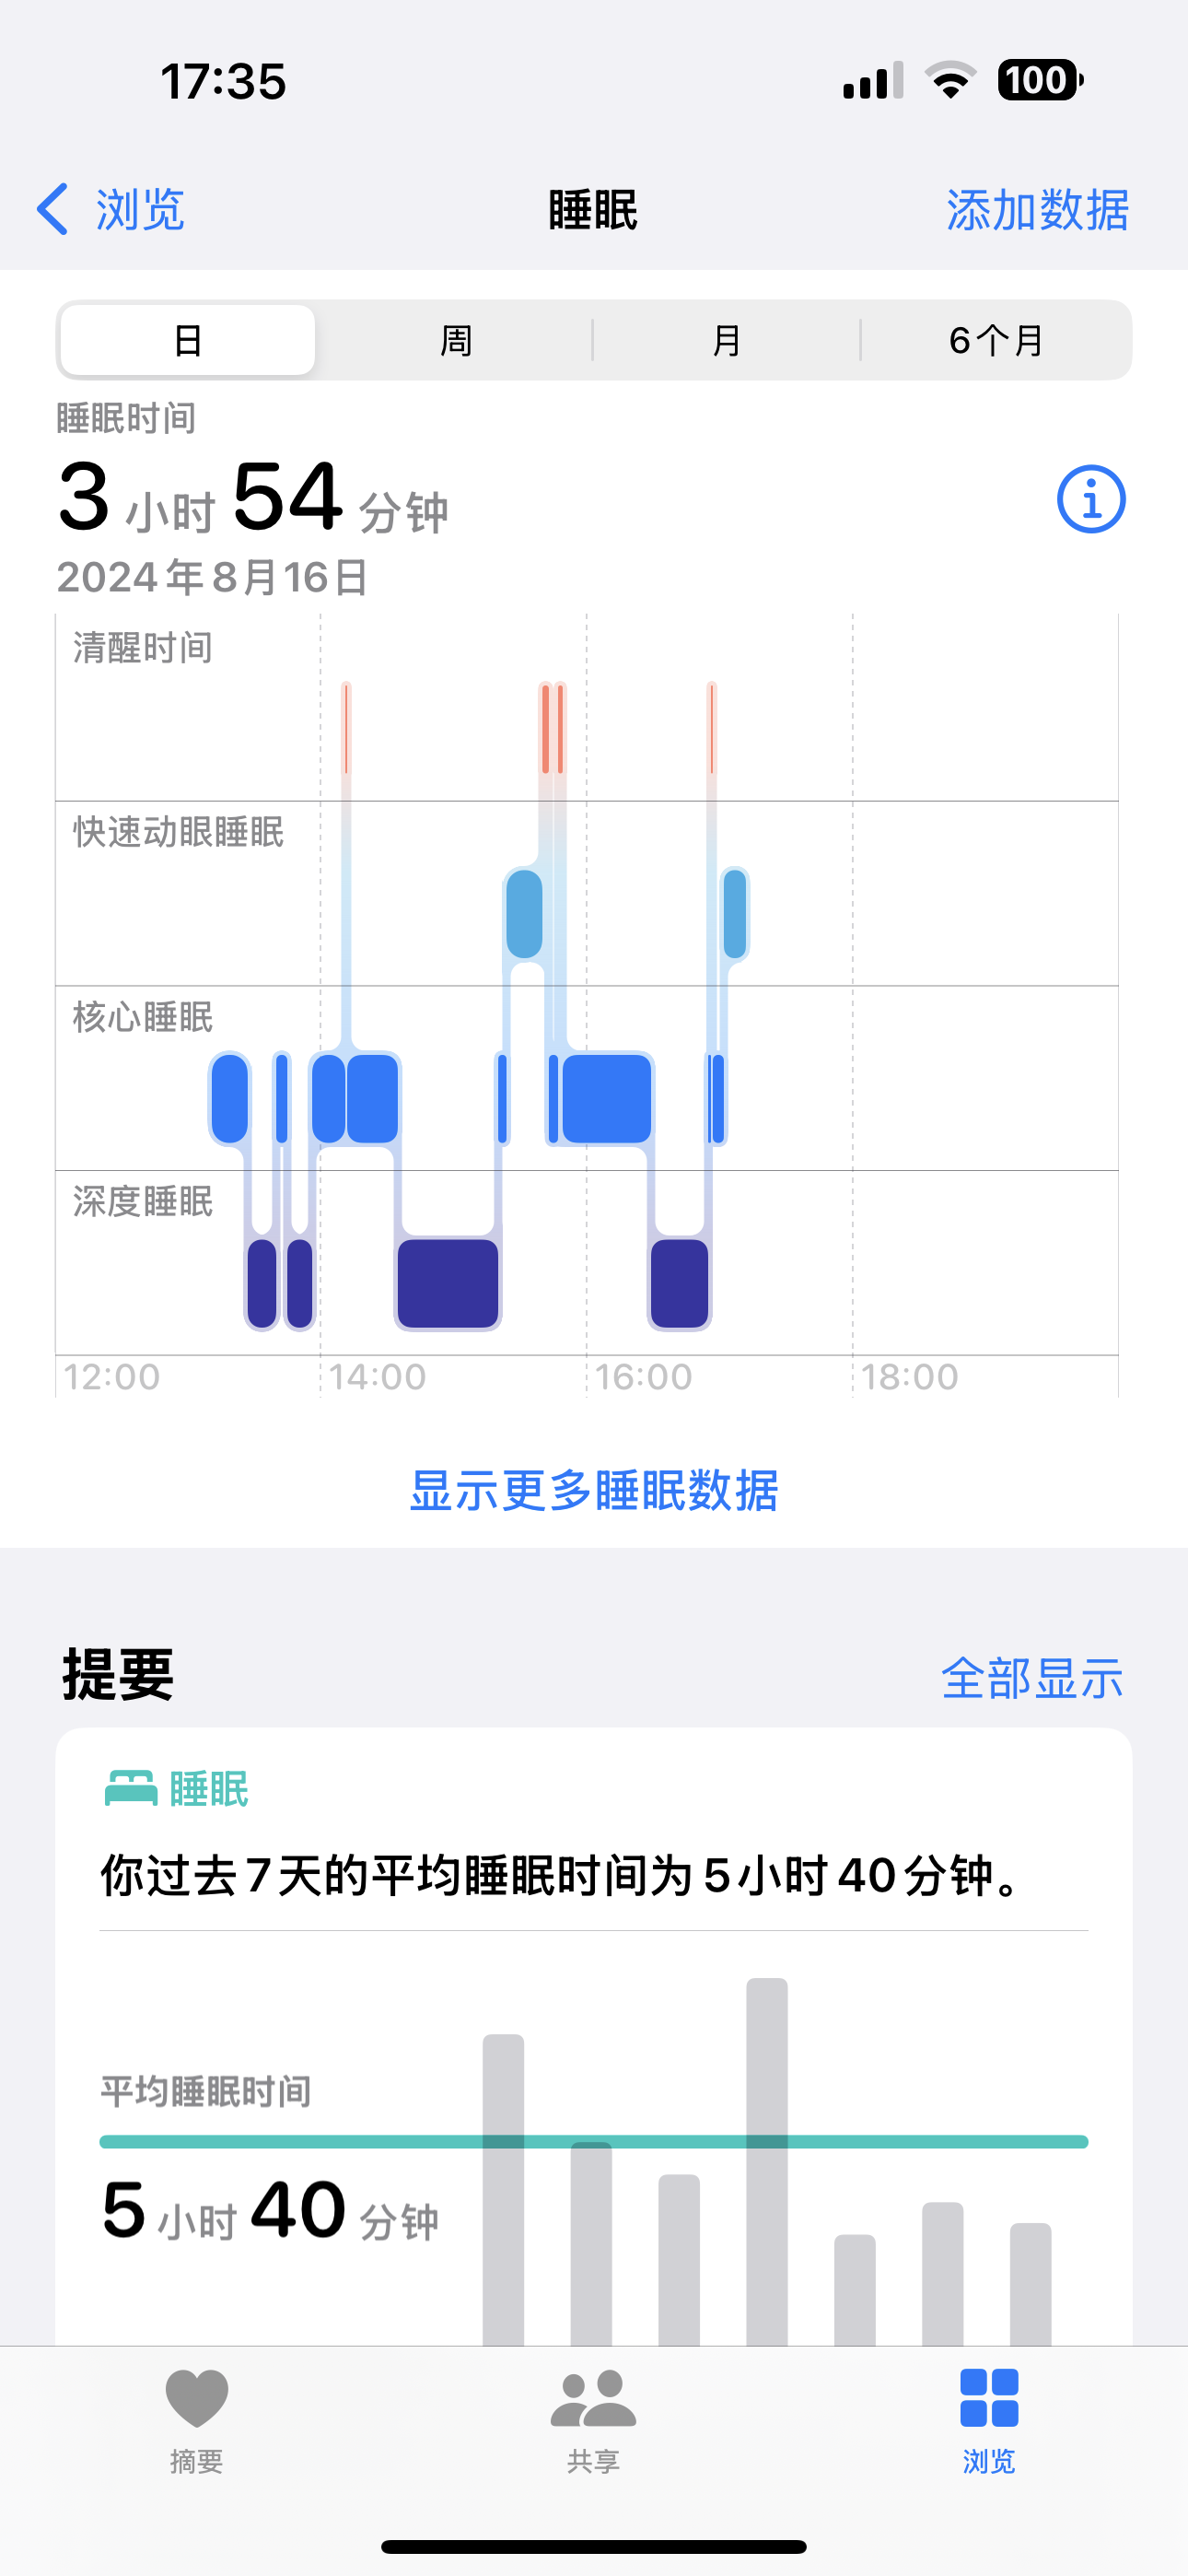 17:35
100
浏览
睡眠
添加数据
日
周
月
6个月
睡眠时间
3 小时 54 分钟
2024年8月16日
清醒时间
快速动眼睡眠
核心睡眠
深度睡眠
12:00
14:00
16:00
18:00
显示更多睡眠数据
提要
全部显示
睡眠
你过去7天的平均睡眠时间为5小时40分钟。
平均睡眠时间
5 小时 40 分钟
摘要
共享
浏览